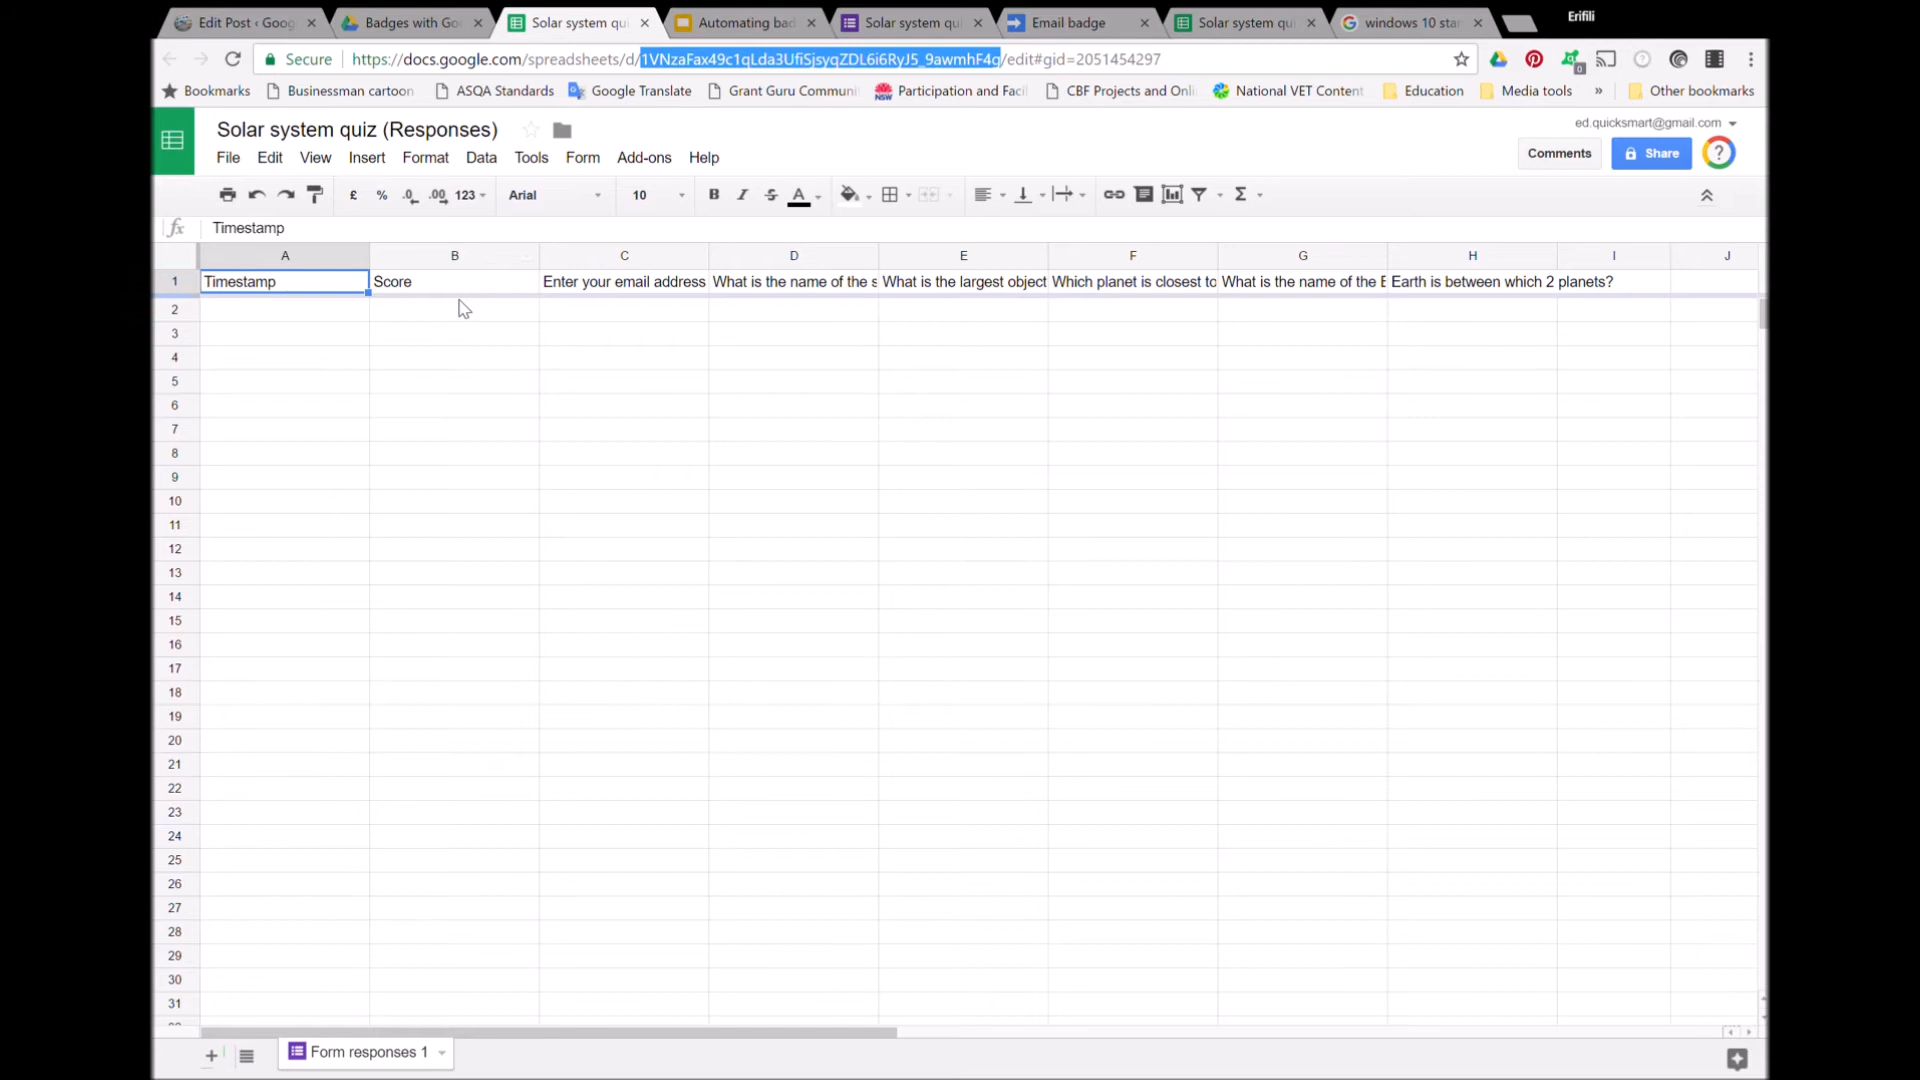 Erifili
Edit Post ‹ Goog
Badges with Go
Solar system qu
Automating bad
Solar system qu
Email badge
Solar system qu
windows 10 star
Secure https://docs.google.com/spreadsheets/d/1VNzaFax49c1qLda3UfiSjsyqZDL6i6RyJ5_9awmhF4g/edit#gid=2051454297
0
Bookmarks Businessman cartoon ASQA Standards Google Translate Grant Guru Communi Participation and Facil CBF Projects and Onli National VET Content Education Media tools » Other bookmarks
Solar system quiz (Responses)
ed.quicksmart@gmail.com
File Edit View Insert Format Data Tools Form Add-ons Help
Comments Share
£ % .0 .00 123 Arial 10 B I S A Σ
fx Timestamp
A B C D E F G H I J
1 Timestamp Score Enter your email address What is the name of the s What is the largest object Which planet is closest to What is the name of the E Earth is between which 2 planets?
2
3
4
5
6
7
8
9
10
11
12
13
14
15
16
17
18
19
20
21
22
23
24
25
26
27
28
29
30
31
Form responses 1